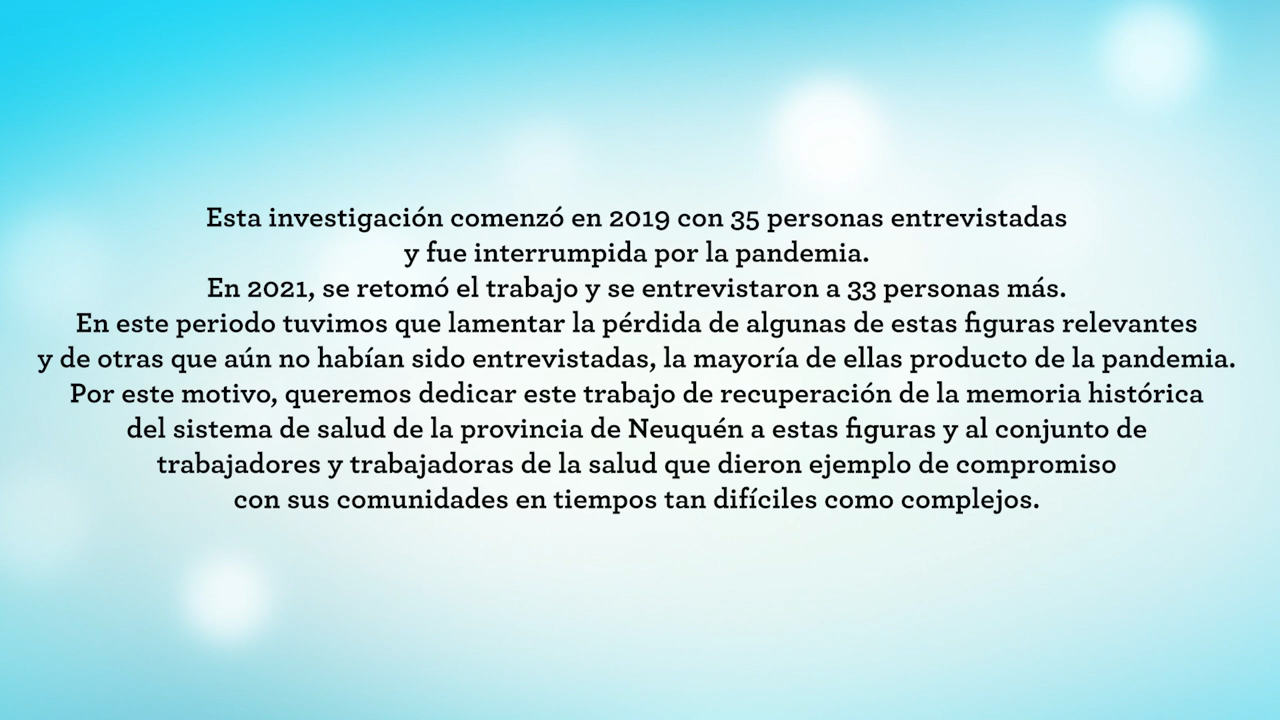 Esta investigación comenzó en 2019 con 35 personas entrevistadas
y fue interrumpida por la pandemia.
En 2021, se retomó el trabajo y se entrevistaron a 33 personas más.
En este periodo tuvimos que lamentar la pérdida de algunas de estas figuras relevantes
y de otras que aún no habían sido entrevistadas, la mayoría de ellas producto de la pandemia.
Por este motivo, queremos dedicar este trabajo de recuperación de la memoria histórica
del sistema de salud de la provincia de Neuquén a estas figuras y al conjunto de
trabajadores y trabajadoras de la salud que dieron ejemplo de compromiso
con sus comunidades en tiempos tan difíciles como complejos.